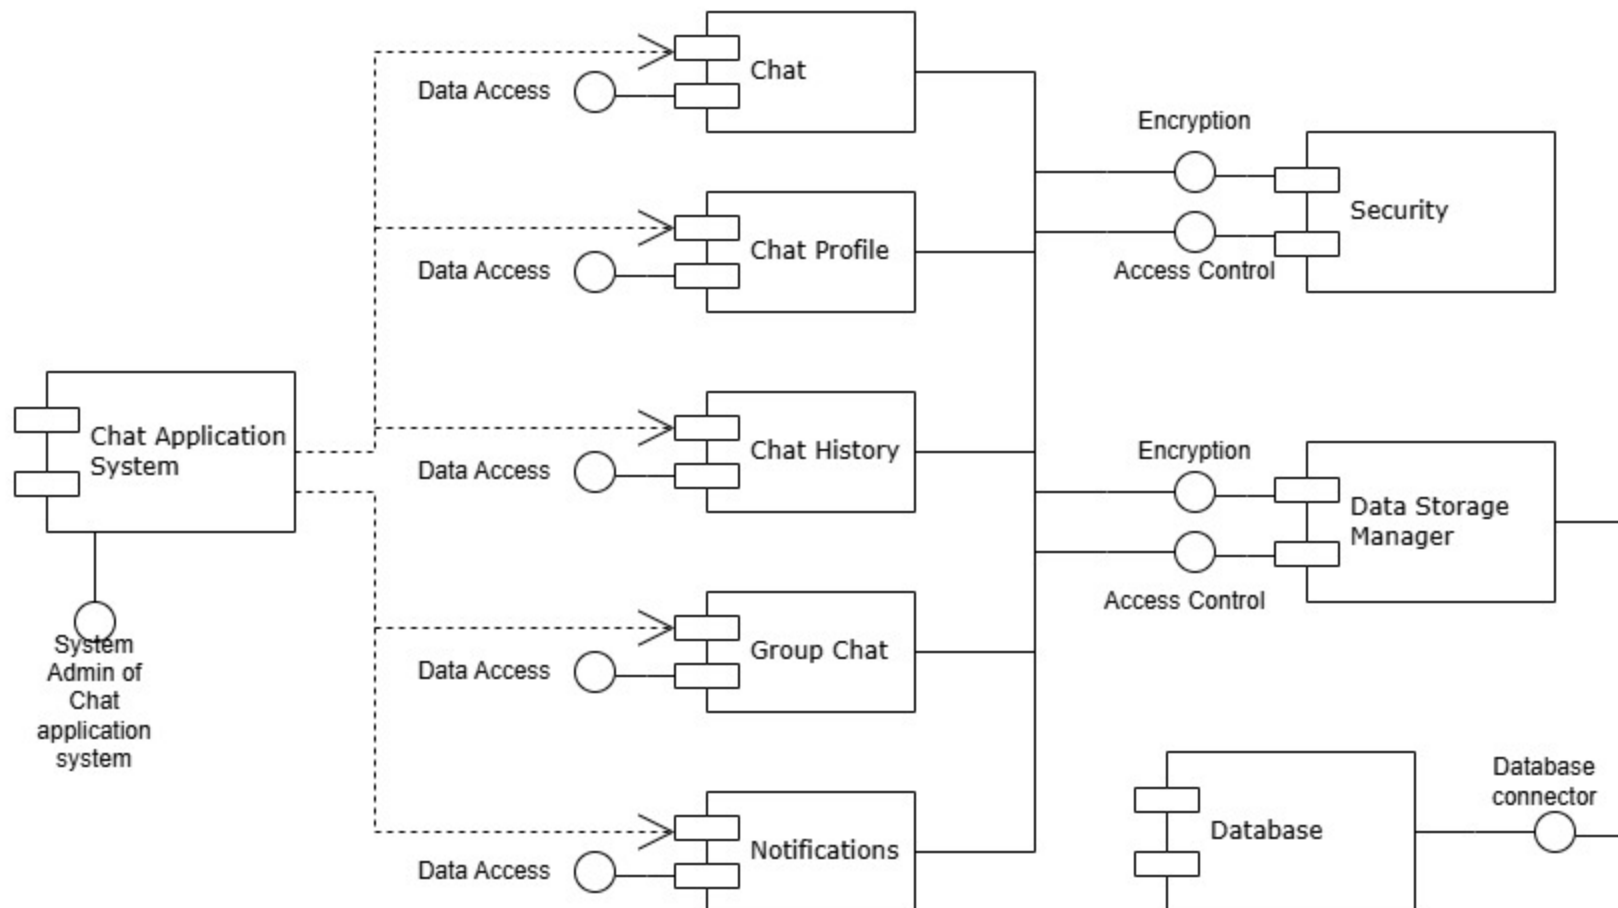 Chat
Data Access
Encryption
Security
Chat Profile
Data Access
Access Control
Chat Application
System
Chat History
Data Access
Encryption
Data Storage
Manager
Access Control
System
Admin of
Chat
application
system
Group Chat
Data Access
Database
connector
Database
Notifications
Data Access